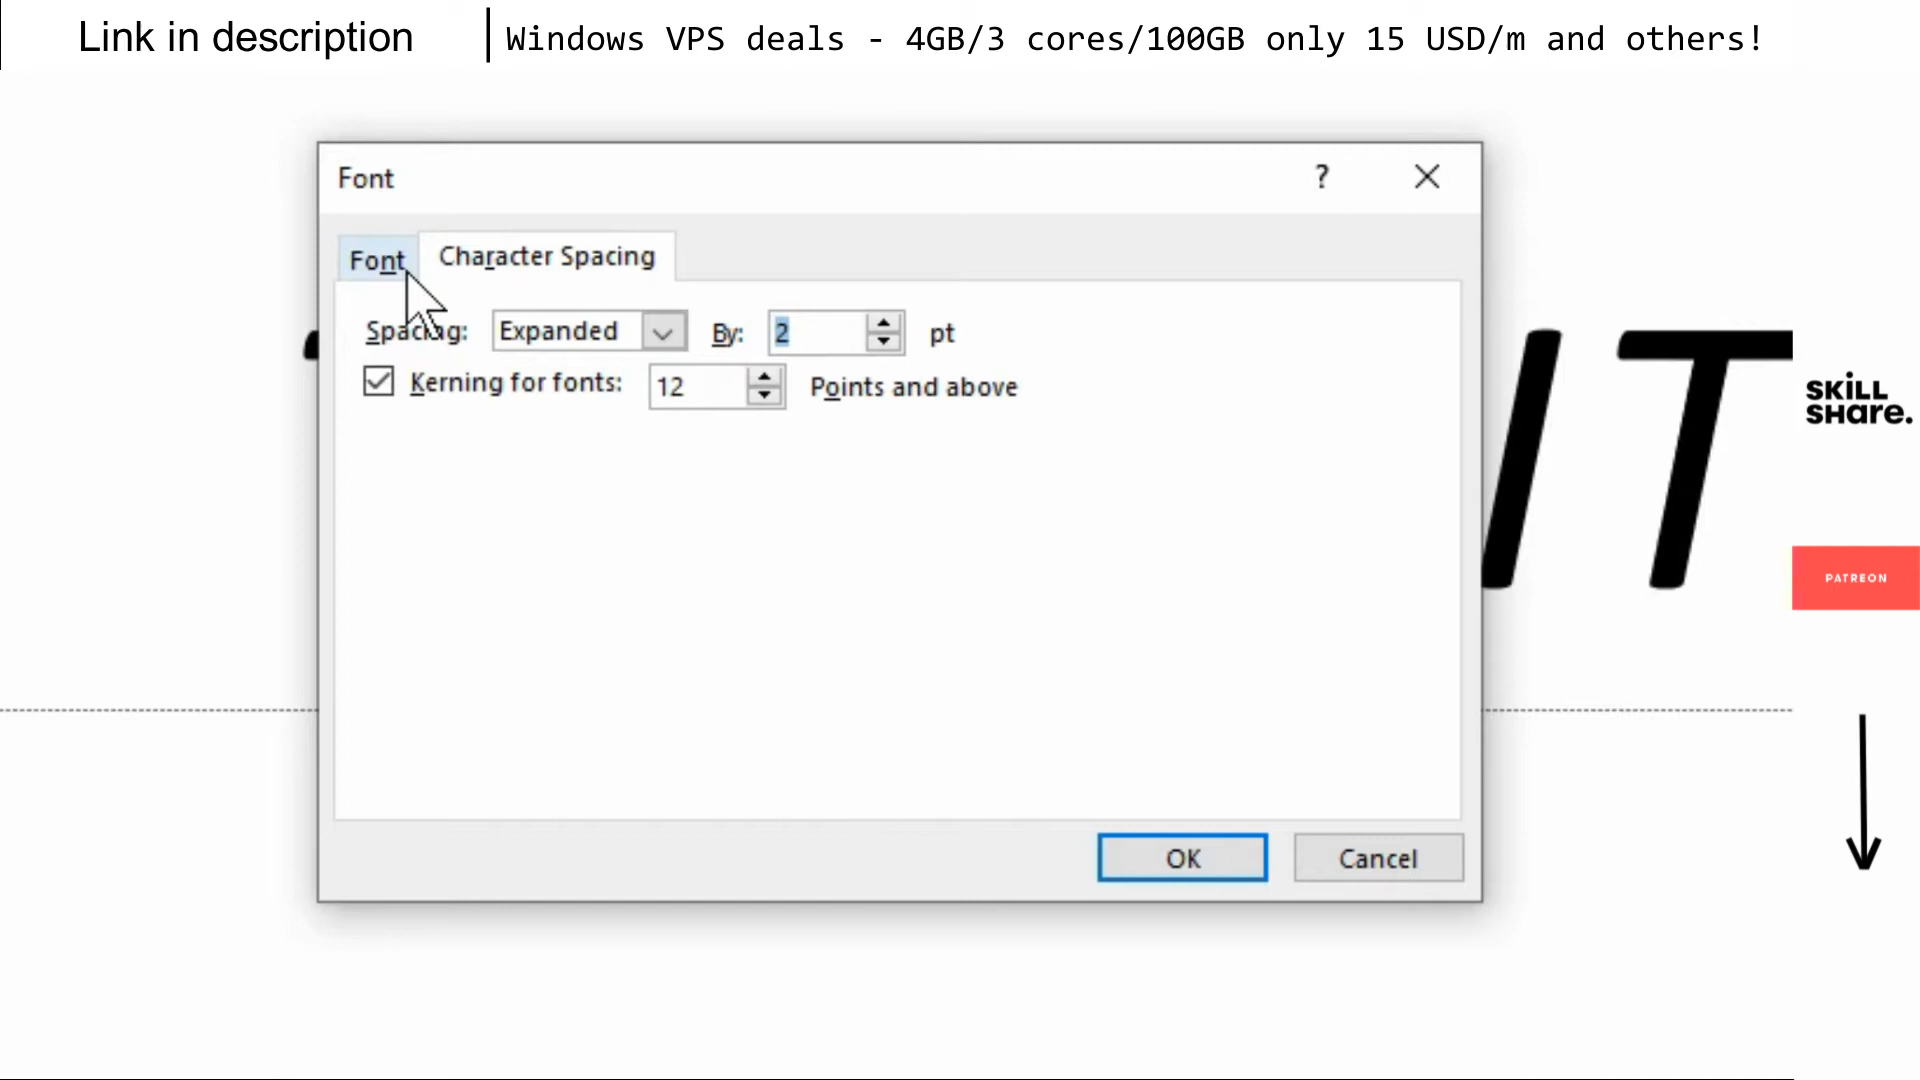 Link in description
Windows VPS deals - 4GB/3 cores/100GB only 15 USD/m and others!
Font
?
Font
Character Spacing
Spacing: Expanded By: 2 pt
Kerning for fonts: 12 Points and above
IT
SKiLL
SHare.
PATREON
OK
Cancel